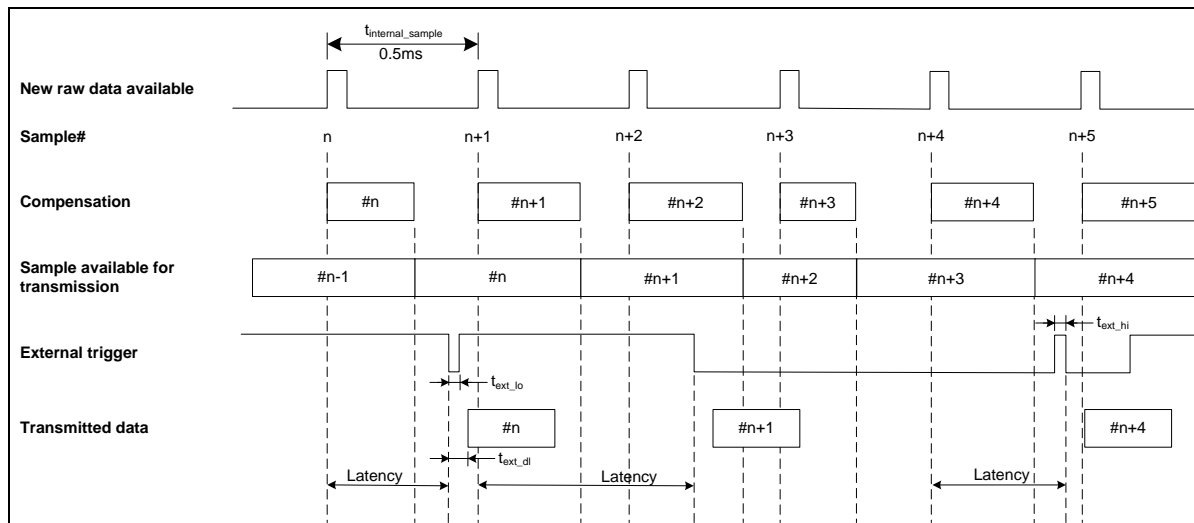 t_internal_sample
0.5ms
New raw data available
Sample#
n
n+1
n+2
n+3
n+4
n+5
Compensation
#n
#n+1
#n+2
#n+3
#n+4
#n+5
Sample available for
transmission
#n-1
#n
#n+1
#n+2
#n+3
#n+4
External trigger
t_ext_hi
t_ext_lo
Transmitted data
#n
#n+1
#n+4
t_ext_dl
Latency
Latency
Latency